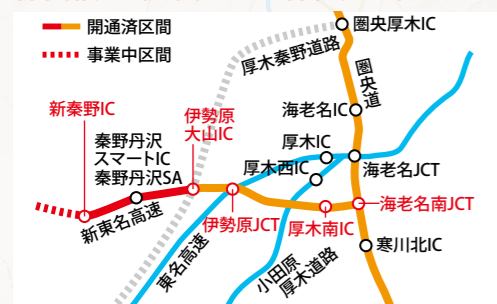 開通済区間
事業中区間
圏央厚木IC
厚木秦野道路
圏央道
新秦野IC
伊勢原
大山IC
海老名IC
秦野丹沢
スマートIC
秦野丹沢SA
厚木IC
厚木西IC
海老名JCT
新東名高速
伊勢原JCT
海老名南JCT
厚木南IC
東名高速
小田原
厚木道路
寒川北IC